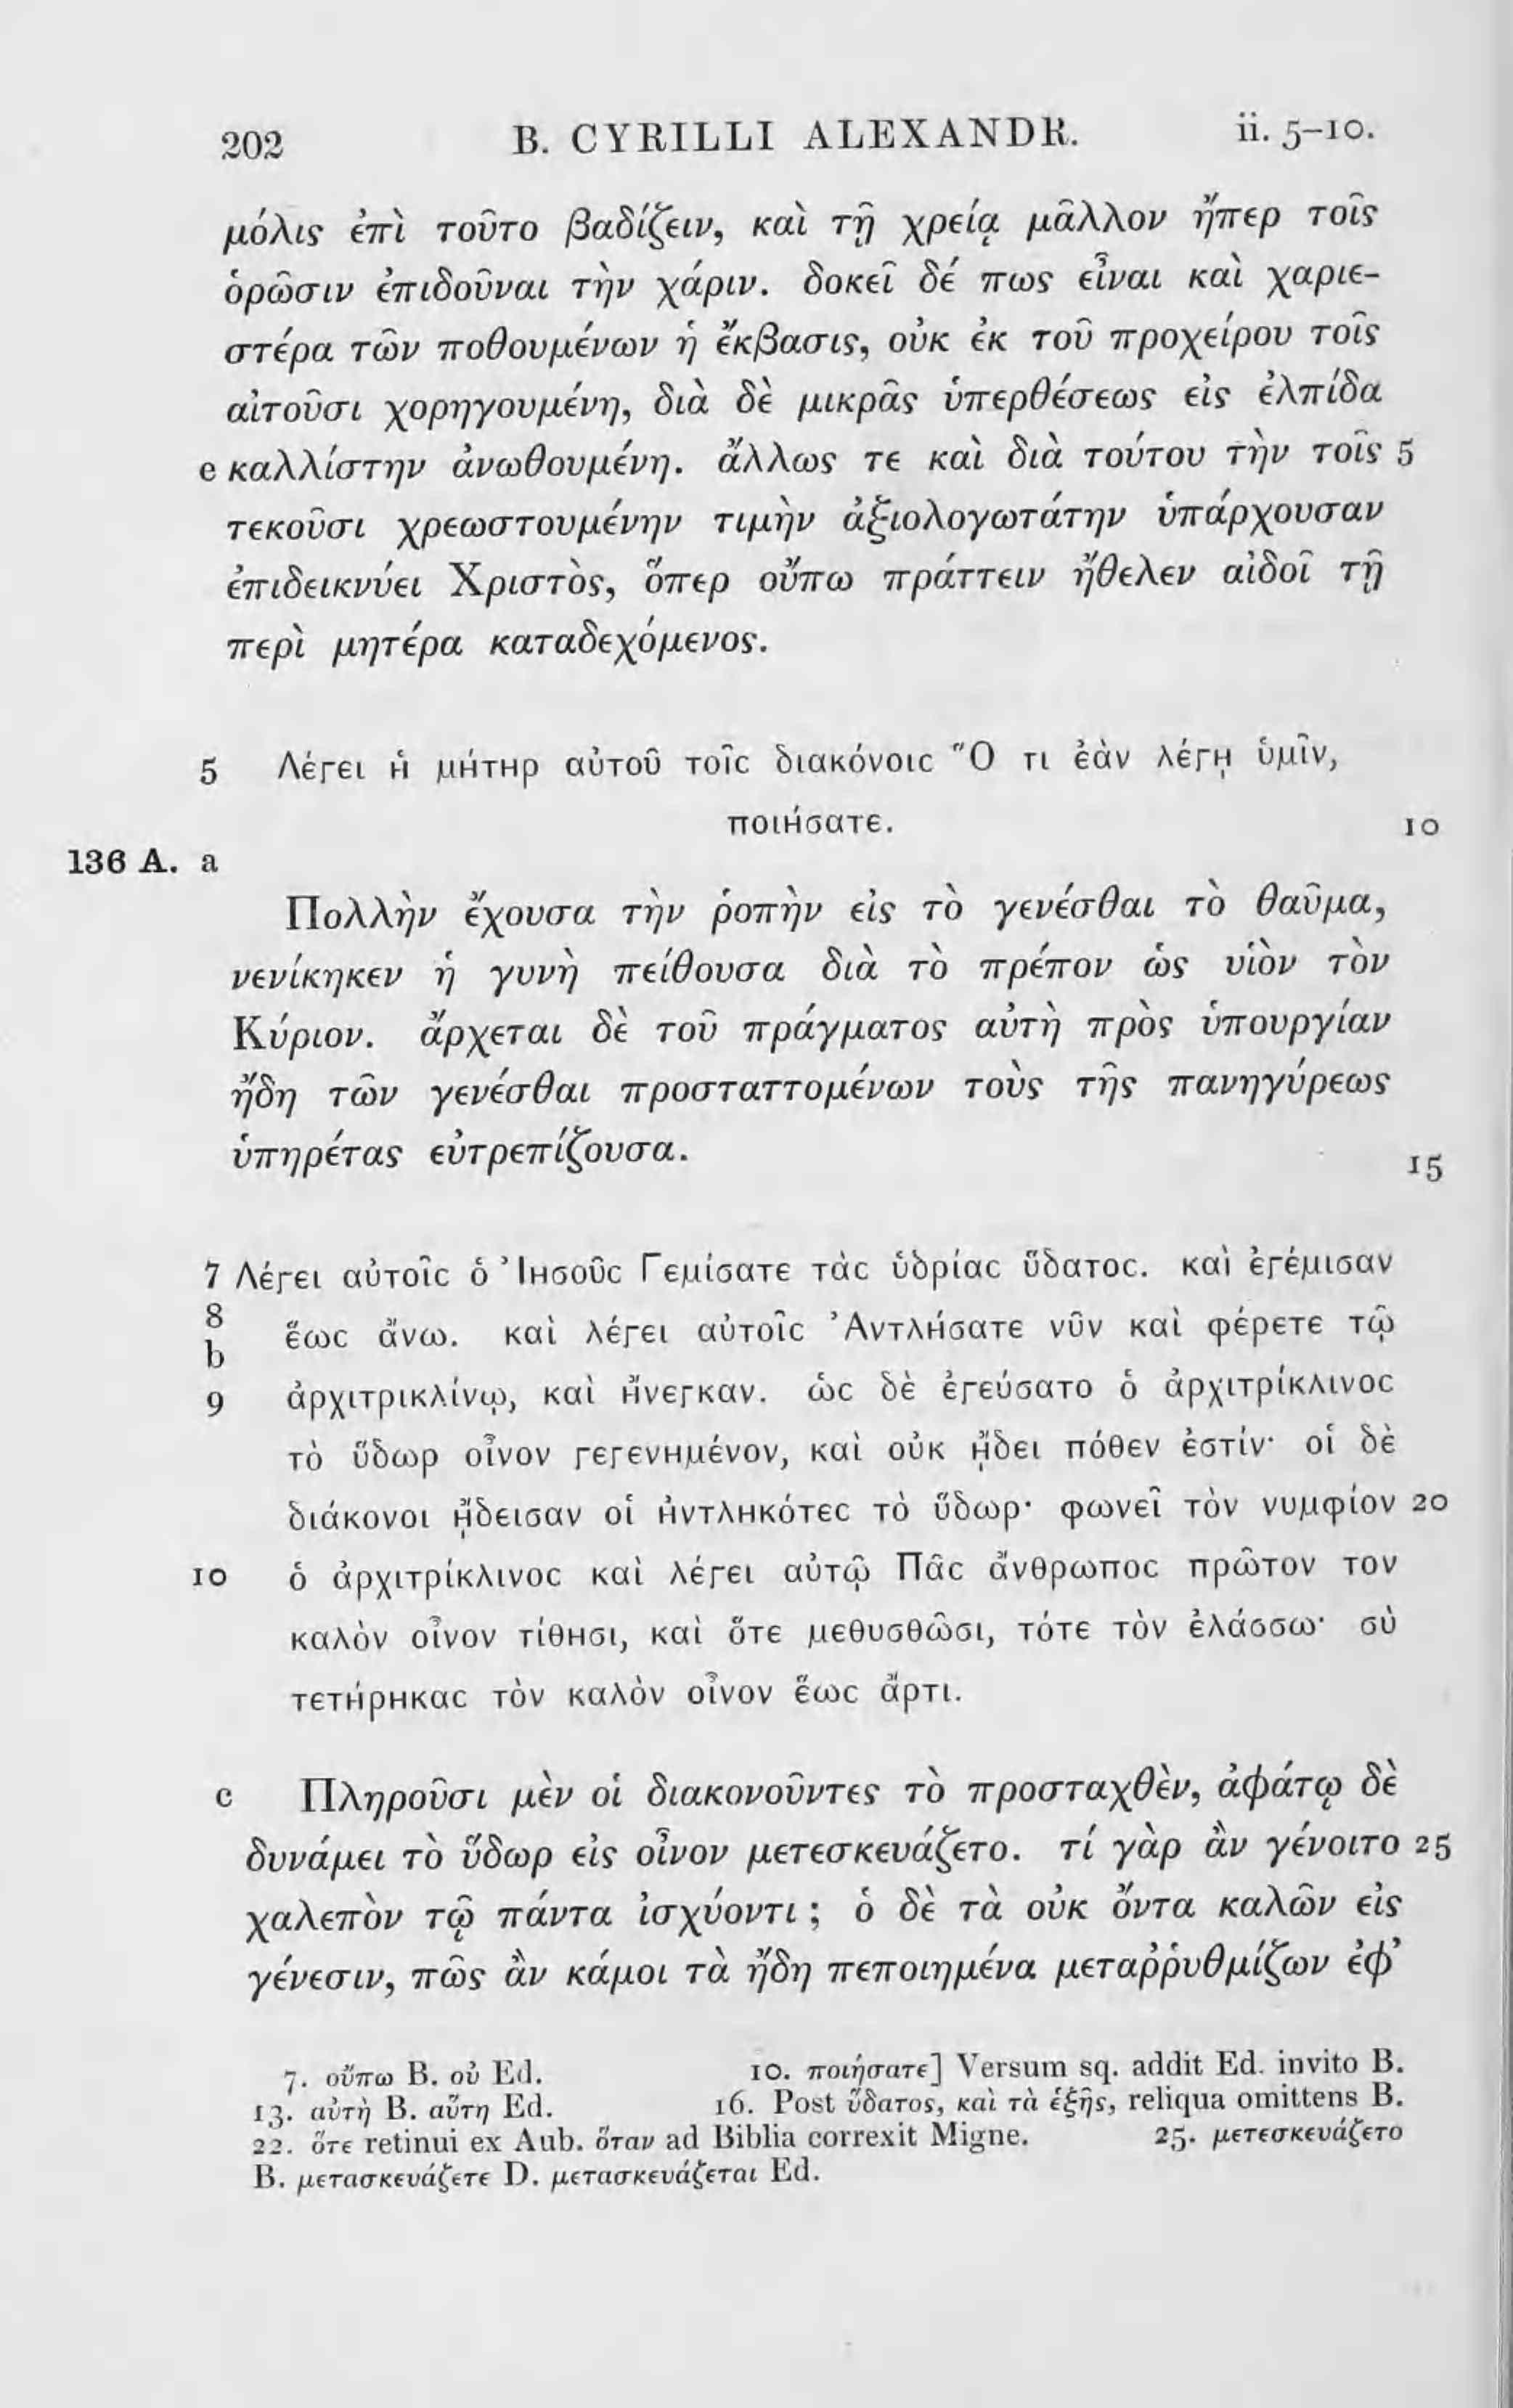 202 B. CYRILLI ALEXANDR. ii. 5-10.
μόλις ἐπὶ τοῦτο βαδίζειν, καὶ τῇ χρείᾳ μᾶλλον ἤπερ τοῖς
ὁρῶσιν ἐπιδοῦναι τὴν χάριν. δοκεῖ δέ πως εἶναι καὶ χαριε-
στέρα τῶν ποθουμένων ἡ ἔκβασις, οὐκ ἐκ τοῦ προχείρου τοῖς
αἰτοῦσι χορηγουμένη, διὰ δὲ μικρᾶς ὑπερθέσεως εἰς ἐλπίδα
e καλλίστην ἀνωθουμένη. ἄλλως τε καὶ διὰ τούτου τὴν τοῖς 5
τεκοῦσι χρεωστουμένην τιμὴν ἀξιολογωτάτην ὑπάρχουσαν
ἐπιδεικνύει Χριστὸς, ὅπερ οὔπω πράττειν ἤθελεν αἰδοῖ τῇ
περὶ μητέρα καταδεχόμενος.
5 Λέγει ἡ μήτηρ αὐτοῦ τοῖς διακόνοις Ὅ τι ἐὰν λέγῃ ὑμῖν,
ποιήσατε. 10
136 A. a
Πολλὴν ἔχουσα τὴν ῥοπὴν εἰς τὸ γενέσθαι τὸ θαῦμα,
νενίκηκεν ἡ γυνὴ πείθουσα διὰ τὸ πρέπον ὡς υἱὸν τὸν
Κύριον. ἄρχεται δὲ τοῦ πράγματος αὐτὴ πρὸς ὑπουργίαν
ἤδη τῶν γενέσθαι προσταττομένων τοὺς τῆς πανηγύρεως
ὑπηρέτας εὐτρεπίζουσα. 15
7 Λέγει αὐτοῖς ὁ Ἰησοῦς Γεμίσατε τὰς ὑδρίας ὕδατος. καὶ ἐγέμισαν
8 b ἕως ἄνω. καὶ λέγει αὐτοῖς Ἀντλήσατε νῦν καὶ φέρετε τῷ
9 ἀρχιτρικλίνῳ, καὶ ἤνεγκαν. ὡς δὲ ἐγεύσατο ὁ ἀρχιτρίκλινος
τὸ ὕδωρ οἶνον γεγενημένον, καὶ οὐκ ᾔδει πόθεν ἐστίν· οἱ δὲ
διάκονοι ᾔδεισαν οἱ ἠντληκότες τὸ ὕδωρ· φωνεῖ τὸν νυμφίον 20
10 ὁ ἀρχιτρίκλινος καὶ λέγει αὐτῷ Πᾶς ἄνθρωπος πρῶτον τον
καλὸν οἶνον τίθησι, καὶ ὅτε μεθυσθῶσι, τότε τὸν ἐλάσσω· σὺ
τετήρηκας τὸν καλὸν οἶνον ἕως ἄρτι.
c Πληροῦσι μὲν οἱ διακονοῦντες τὸ προσταχθὲν, ἀφάτῳ δὲ
δυνάμει τὸ ὕδωρ εἰς οἶνον μετεσκευάζετο. τί γὰρ ἂν γένοιτο 25
χαλεπὸν τῷ πάντα ἰσχύοντι ; ὁ δὲ τὰ οὐκ ὄντα καλῶν εἰς
γένεσιν, πῶς ἂν κάμοι τὰ ἤδη πεποιημένα μεταῤῥυθμίζων ἐφ’
7. οὔπω B. οὐ Ed. 10. ποιήσατε] Versum sq. addit Ed. invito B.
13. αὐτὴ B. αὕτη Ed. 16. Post ὕδατος, καὶ τὰ ἑξῆς, reliqua omittens B.
22. ὅτε retinui ex Aub. ὅταν ad Biblia correxit Migne. 25. μετεσκευάζετο
B. μετασκευάζετε D. μετασκευάζεται Ed.